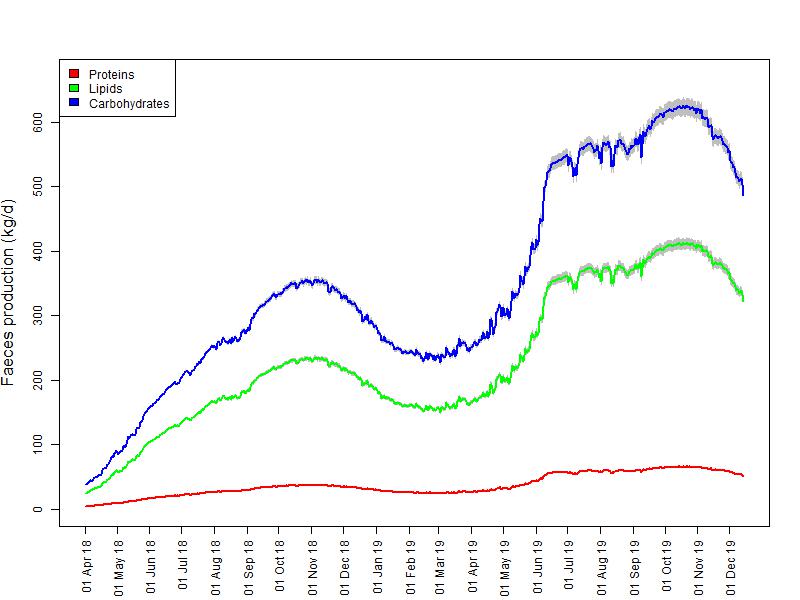 Proteins
Lipids
Carbohydrates
Faeces production (kg/d)
600
500
400
300
200
100
0
01 Apr 18
01 May 18
01 Jun 18
01 Jul 18
01 Aug 18
01 Sep 18
01 Oct 18
01 Nov 18
01 Dec 18
01 Jan 19
01 Feb 19
01 Mar 19
01 Apr 19
01 May 19
01 Jun 19
01 Jul 19
01 Aug 19
01 Sep 19
01 Oct 19
01 Nov 19
01 Dec 19